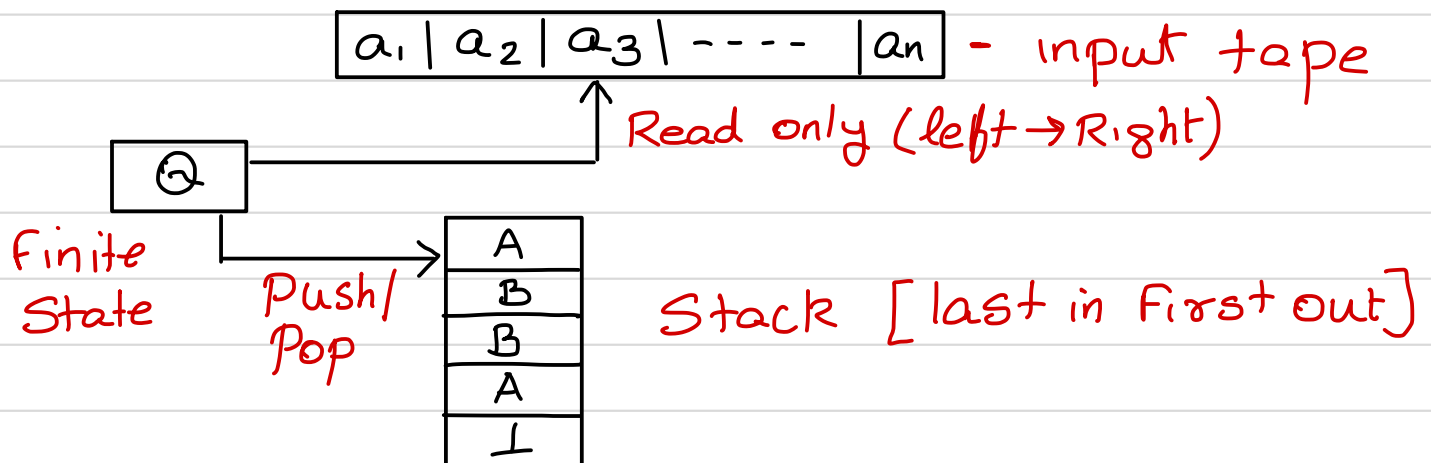 a₁ | a₂ | a₃ | ---- | an - input tape
Read only (left → Right)
Q
Finite
State
Push/
Pop
A
B
B
A
⊥
Stack [last in First out]